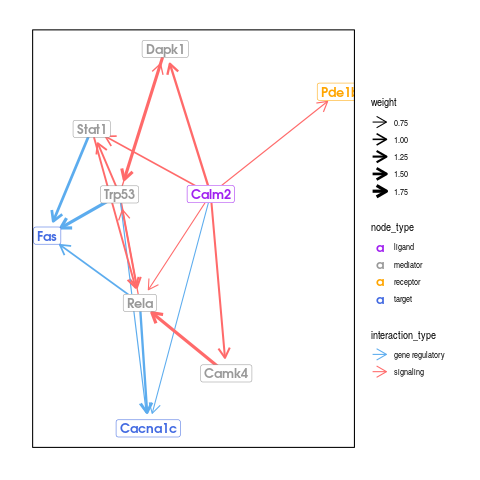 Dapk1
Pde1b
Stat1
Trp53
Calm2
Fas
Rela
Camk4
Cacna1c
weight
0.75
1.00
1.25
1.50
1.75
node_type
a ligand
a mediator
a receptor
a target
interaction_type
gene regulatory
signaling